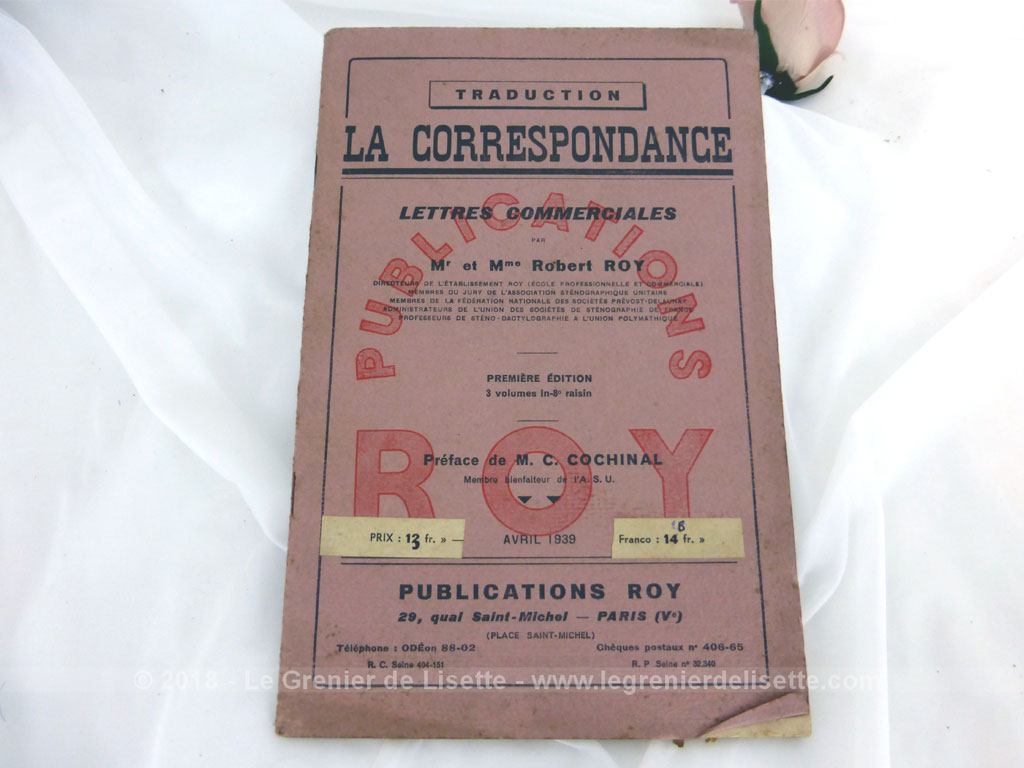 TRADUCTION
LA CORRESPONDANCE
LETTRES COMMERCIALES
PAR
Mr et Mme Robert ROY
DIRECTEURS DE L'ÉTABLISSEMENT ROY (ÉCOLE PROFESSIONNELLE ET COMMERCIALE)
MEMBRES DU JURY DE L'ASSOCIATION STÉNOGRAPHIQUE UNITAIRE
MEMBRES DE LA FÉDÉRATION NATIONALE DES SOCIÉTÉS PRÉVOST-DELAUNAY
ADMINISTRATEURS DE L'UNION DES SOCIÉTÉS DE STÉNOGRAPHIE DE FRANCE
PROFESSEURS DE STÉNO-DACTYLOGRAPHIE A L'UNION POLYMATHIQUE
PUBLICATIONS
PREMIÈRE ÉDITION
3 volumes in-8º raisin
ROY
Préface de M. C. COCHINAL
Membre bienfaiteur de l'A. S. U.
PRIX : 13 fr. » —
AVRIL 1939
Franco : 14 fr. »
PUBLICATIONS ROY
29, quai Saint-Michel — PARIS (Ve)
(PLACE SAINT-MICHEL)
Téléphone : ODÉon 88-02
Chèques postaux nº 406-65
R. C. Seine 404-151
R. P Seine nº 32.340
© 2018 - Le Grenier de Lisette - www.legrenierdelisette.com